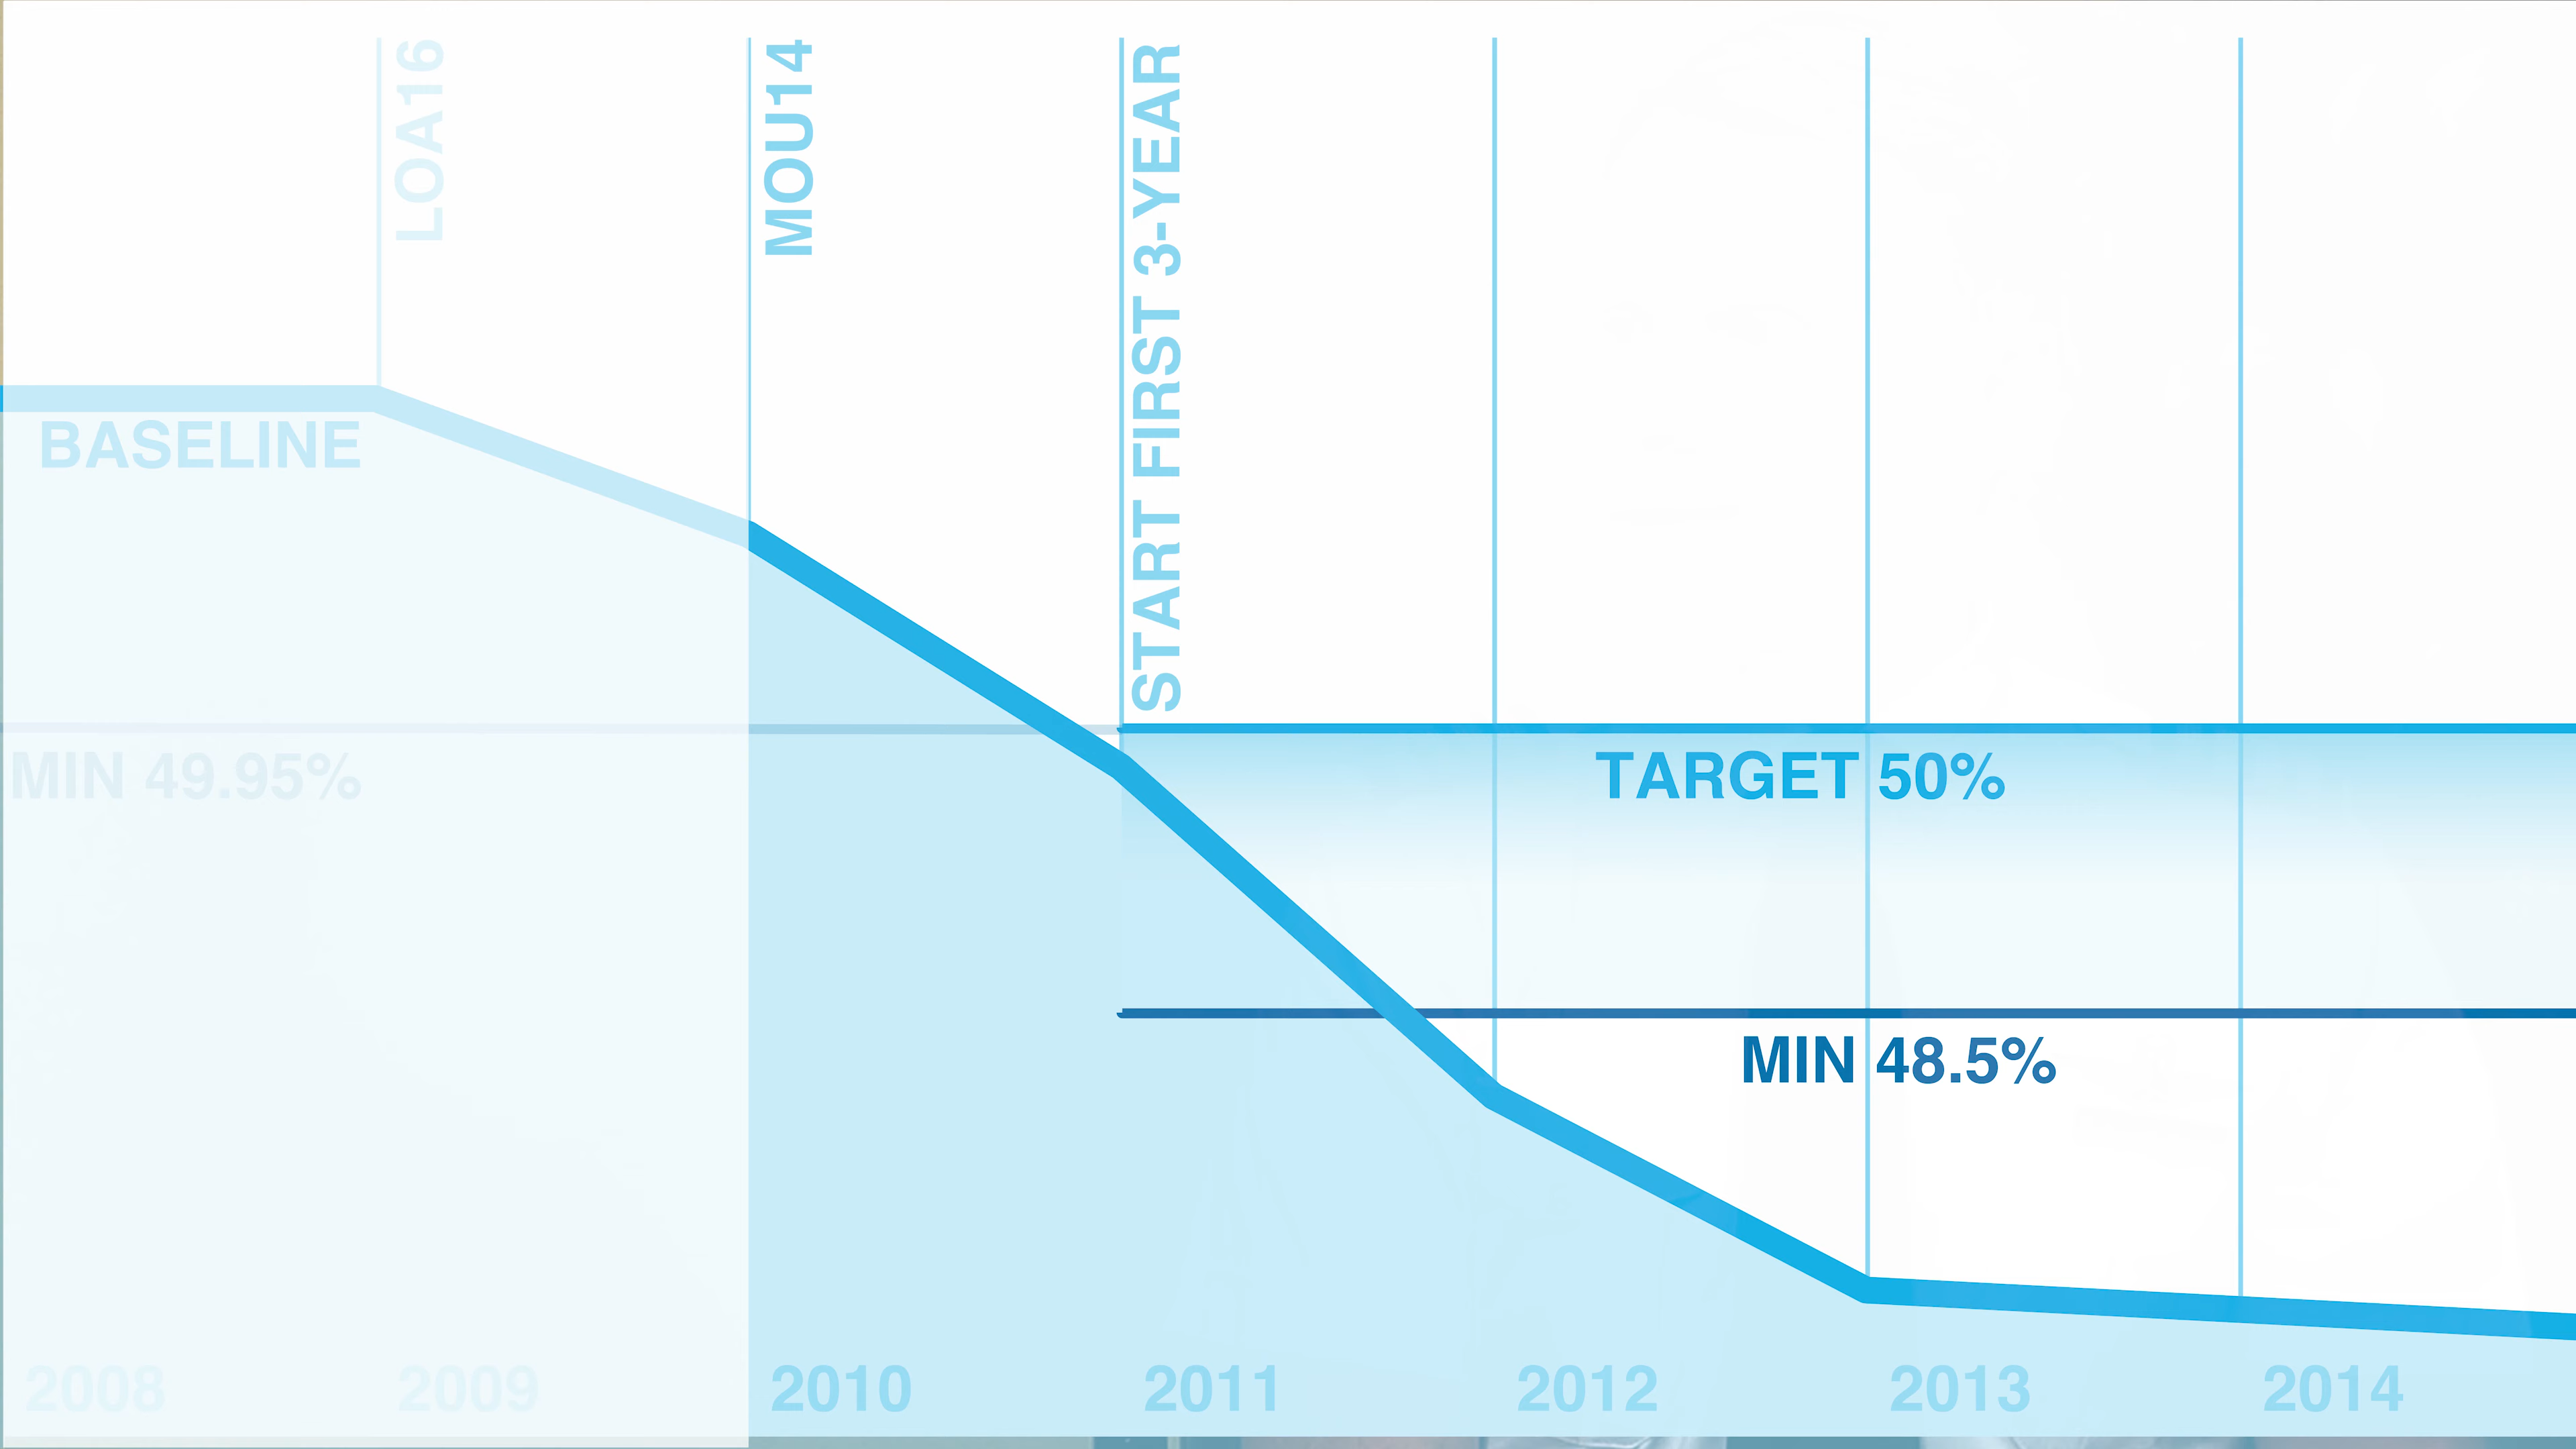 LOA16
MOU14
START FIRST 3-YEAR
BASELINE
MIN 49.95%
TARGET 50%
MIN 48.5%
2008
2009
2010
2011
2012
2013
2014